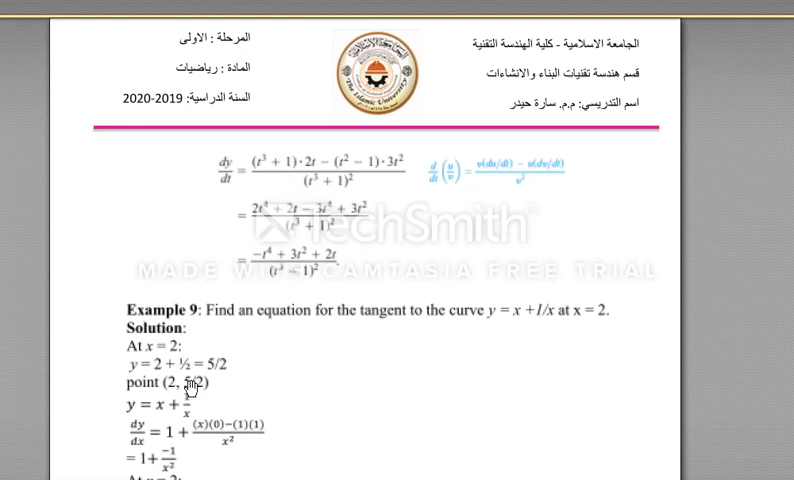 الجامعة الاسلامية - كلية الهندسة التقنية
المرحلة : الاولى
قسم هندسة تقنيات البناء والانشاءات
المادة : رياضيات
اسم التدريسي: م.م. سارة حيدر
السنة الدراسية: 2019-2020
dy/dt = ((t³ + 1)·2t − (t² − 1)·3t²)/(t³ + 1)² d/dt (u/v) = (v(du/dt) − u(dv/dt))/v²
= (2t⁴ + 2t − 3t⁴ + 3t²)/(t³ + 1)²
= (−t⁴ + 3t² + 2t)/(t³ + 1)².
TechSmith
MADE WITH CAMTASIA FREE TRIAL
Example 9: Find an equation for the tangent to the curve y = x +1/x at x = 2.
Solution:
At x = 2:
y = 2 + ½ = 5/2
point (2, 5/2)
y = x + 1/x
dy/dx = 1 + ((x)(0)−(1)(1))/x²
= 1+ −1/x²
At x = 2: